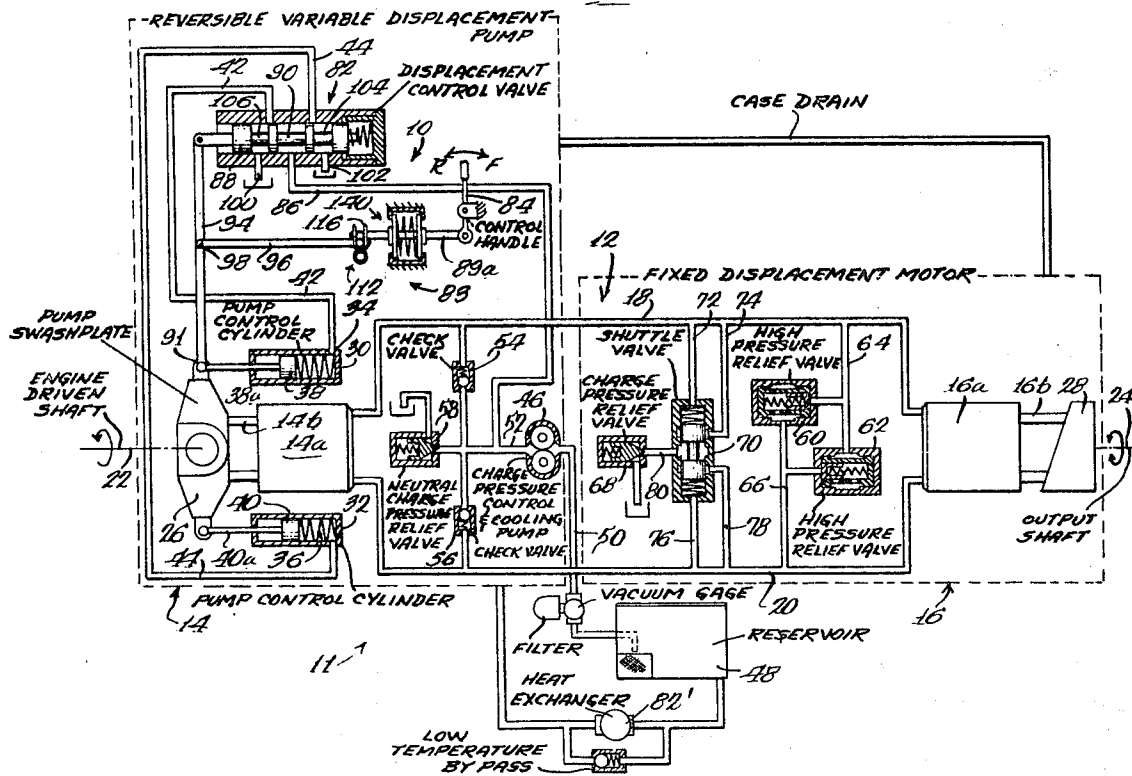 REVERSIBLE VARIABLE DISPLACEMENT
PUMP
44
42
90
82
DISPLACEMENT
CONTROL VALVE
106
104
10
CASE DRAIN
R
F
88
102
100
86
140
84
94
116
CONTROL
HANDLE
12
98
96
89a
112
83
FIXED DISPLACEMENT MOTOR
42
18
72
74
PUMP
SWASHPLATE
PUMP
CONTROL
CYLINDER
34
CHECK
VALVE
54
SHUTTLE
VALVE
HIGH
PRESSURE
RELIEF VALVE
64
91
30
ENGINE
DRIVEN
SHAFT
38a
38
CHARGE
PRESSURE
RELIEF
VALVE
16a
16b
28
24
58
46
52
14b
14a
60
62
70
22
68
80
66
40
32
NEUTRAL
CHARGE
PRESSURE
RELIEF
VALVE
CHARGE
PRESSURE CONTROL
& COOLING
PUMP
26
40a
36
56
CHECK VALVE
50
76
78
HIGH
PRESSURE
RELIEF VALVE
OUTPUT
SHAFT
44
14
PUMP CONTROL CYLINDER
VACUUM GAGE
20
16
FILTER
RESERVOIR
11
48
HEAT
EXCHANGER
82'
LOW
TEMPERATURE
BY PASS